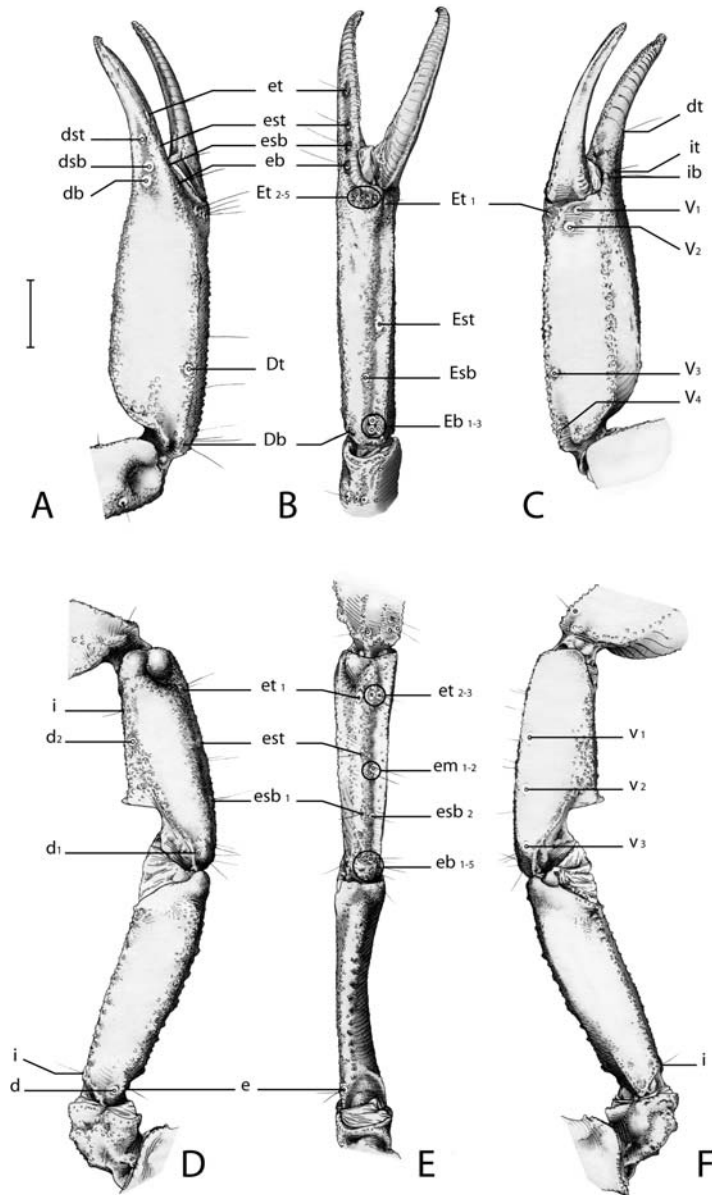 et
dst
est
dsb
esb
db
eb
Et 2-5
Dt
Db
A
B
dt
it
ib
Et 1
V1
V2
Est
Esb
V3
Eb 1-3
V4
C
et 1
i
d2
est
esb 1
d1
i
d
e
D
et 2-3
em 1-2
esb 2
eb 1-5
E
v1
v2
v3
i
F